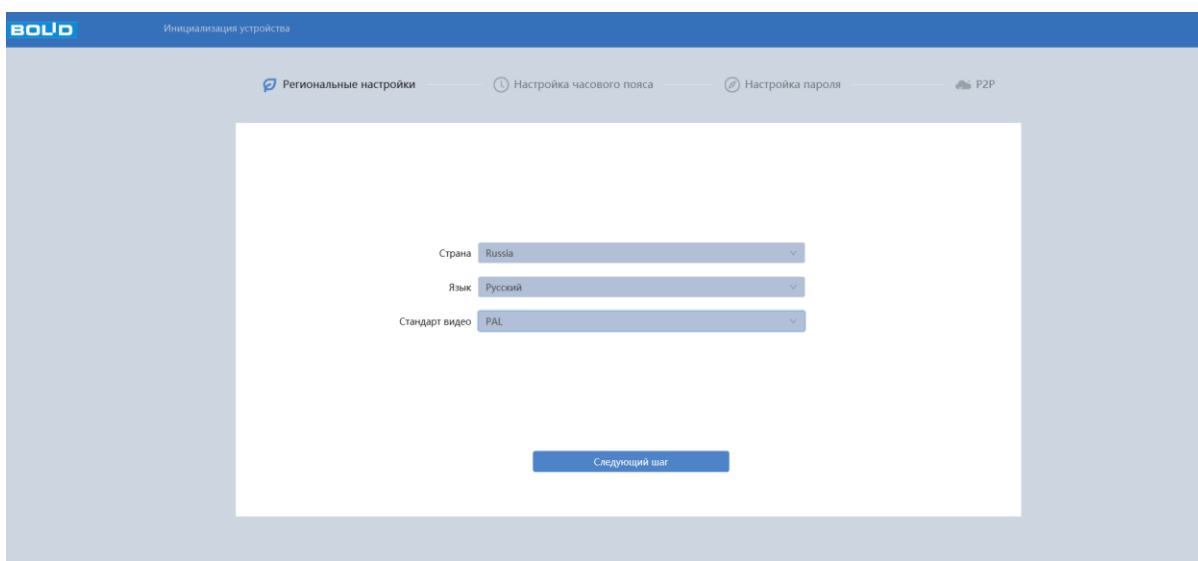 BOLID
Инициализация устройства
Региональные настройки
Настройка часового пояса
Настройка пароля
P2P
Страна Russia
Язык Русский
Стандарт видео PAL
Следующий шаг